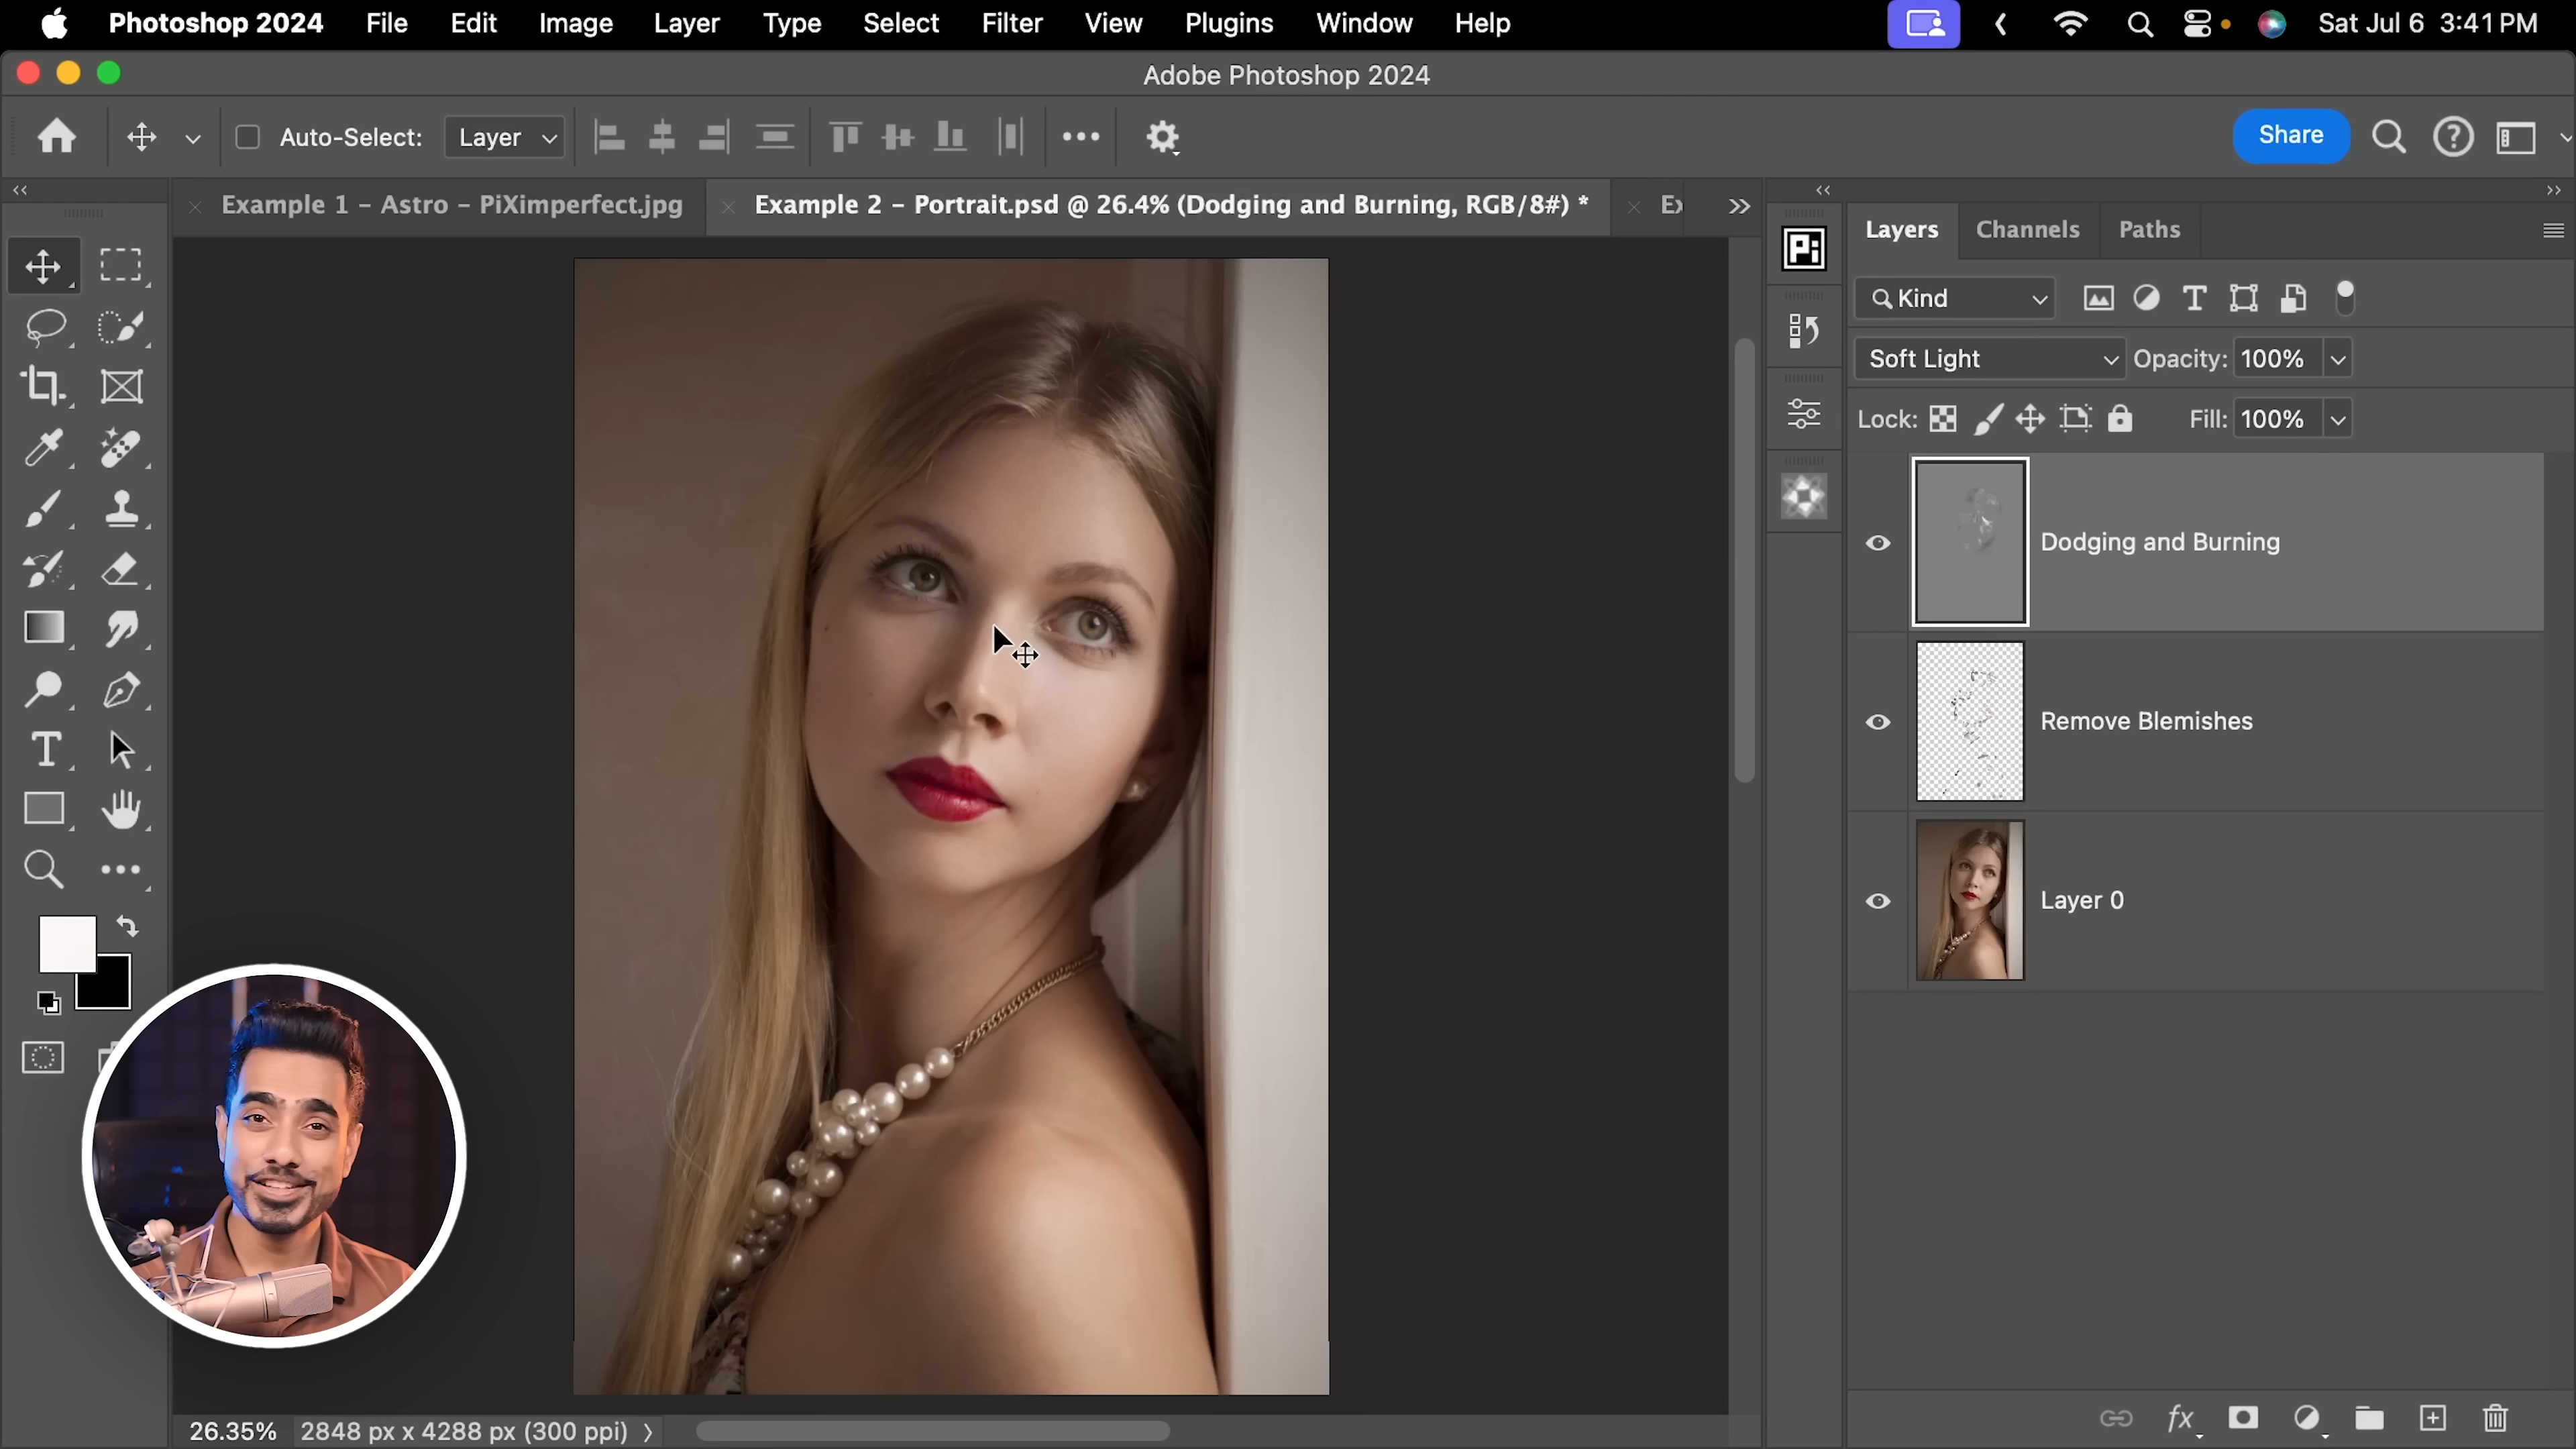 Photoshop 2024 File Edit Image Layer Type Select Filter View Plugins Window Help Sat Jul 6 3:41 PM
Adobe Photoshop 2024
Auto-Select: Layer Share
Example 1 - Astro - PiXimperfect.jpg Example 2 - Portrait.psd @ 26.4% (Dodging and Burning, RGB/8#) * Ex
Pi
Layers Channels Paths
Kind
Soft Light Opacity: 100%
Lock: Fill: 100%
Dodging and Burning
Remove Blemishes
Layer 0
26.35% 2848 px x 4288 px (300 ppi)
fx